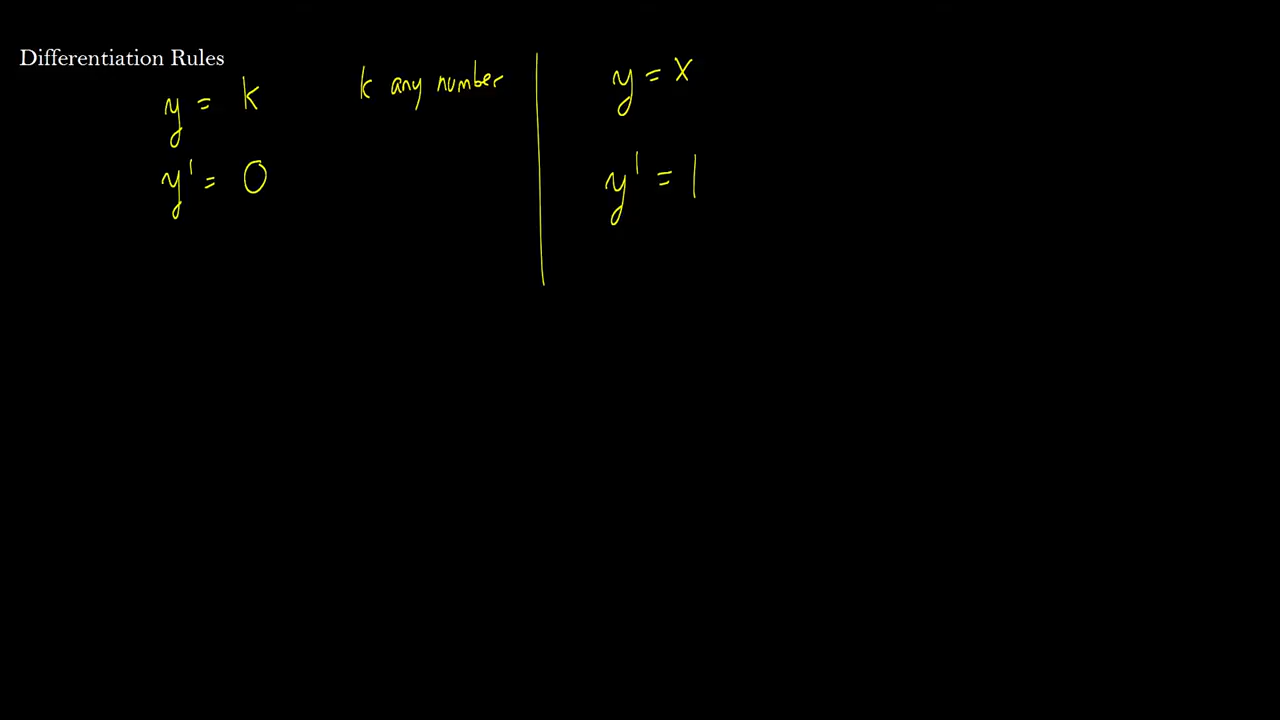 Differentiation Rules
y = k    k any number
y' = 0
y = x
y' = 1